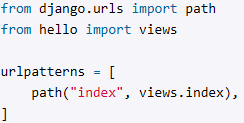 from django.urls import path
from hello import views

urlpatterns = [
    path("index", views.index),
]